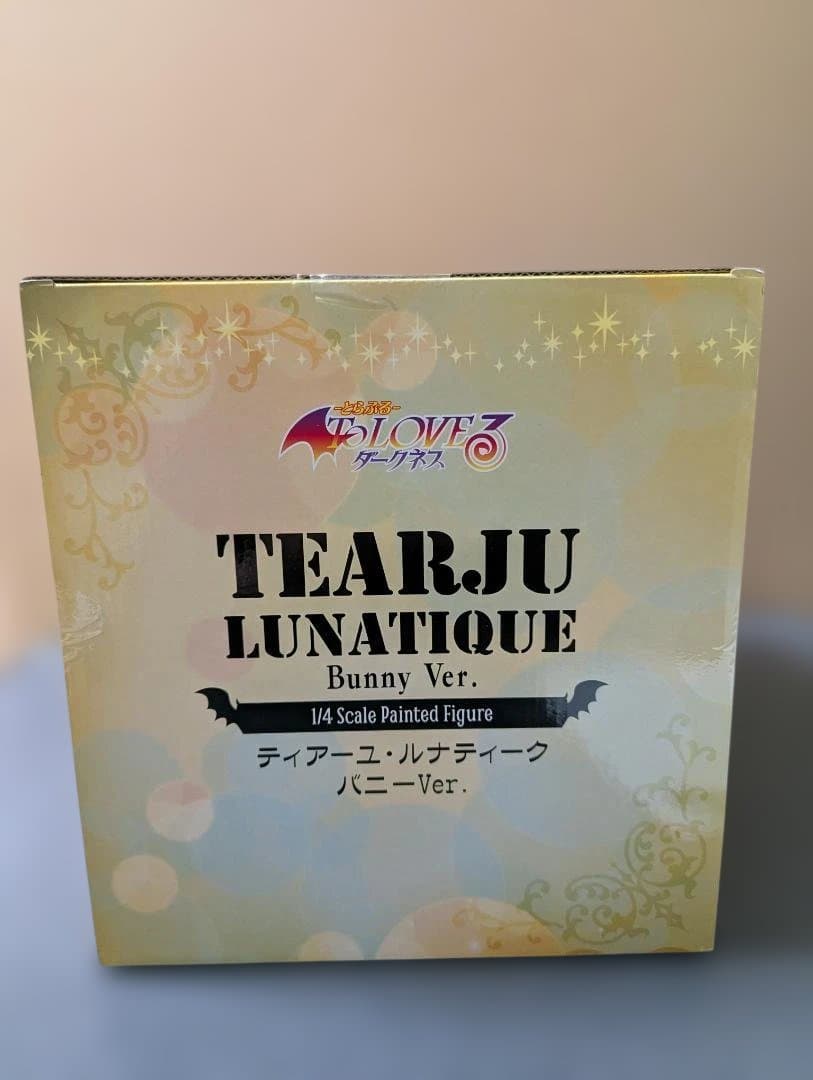 -とらぶる-
To LOVEる
ダークネス
TEARJU
LUNATIQUE
Bunny Ver.
1/4 Scale Painted Figure
ティアーユ・ルナティーク
バニーVer.